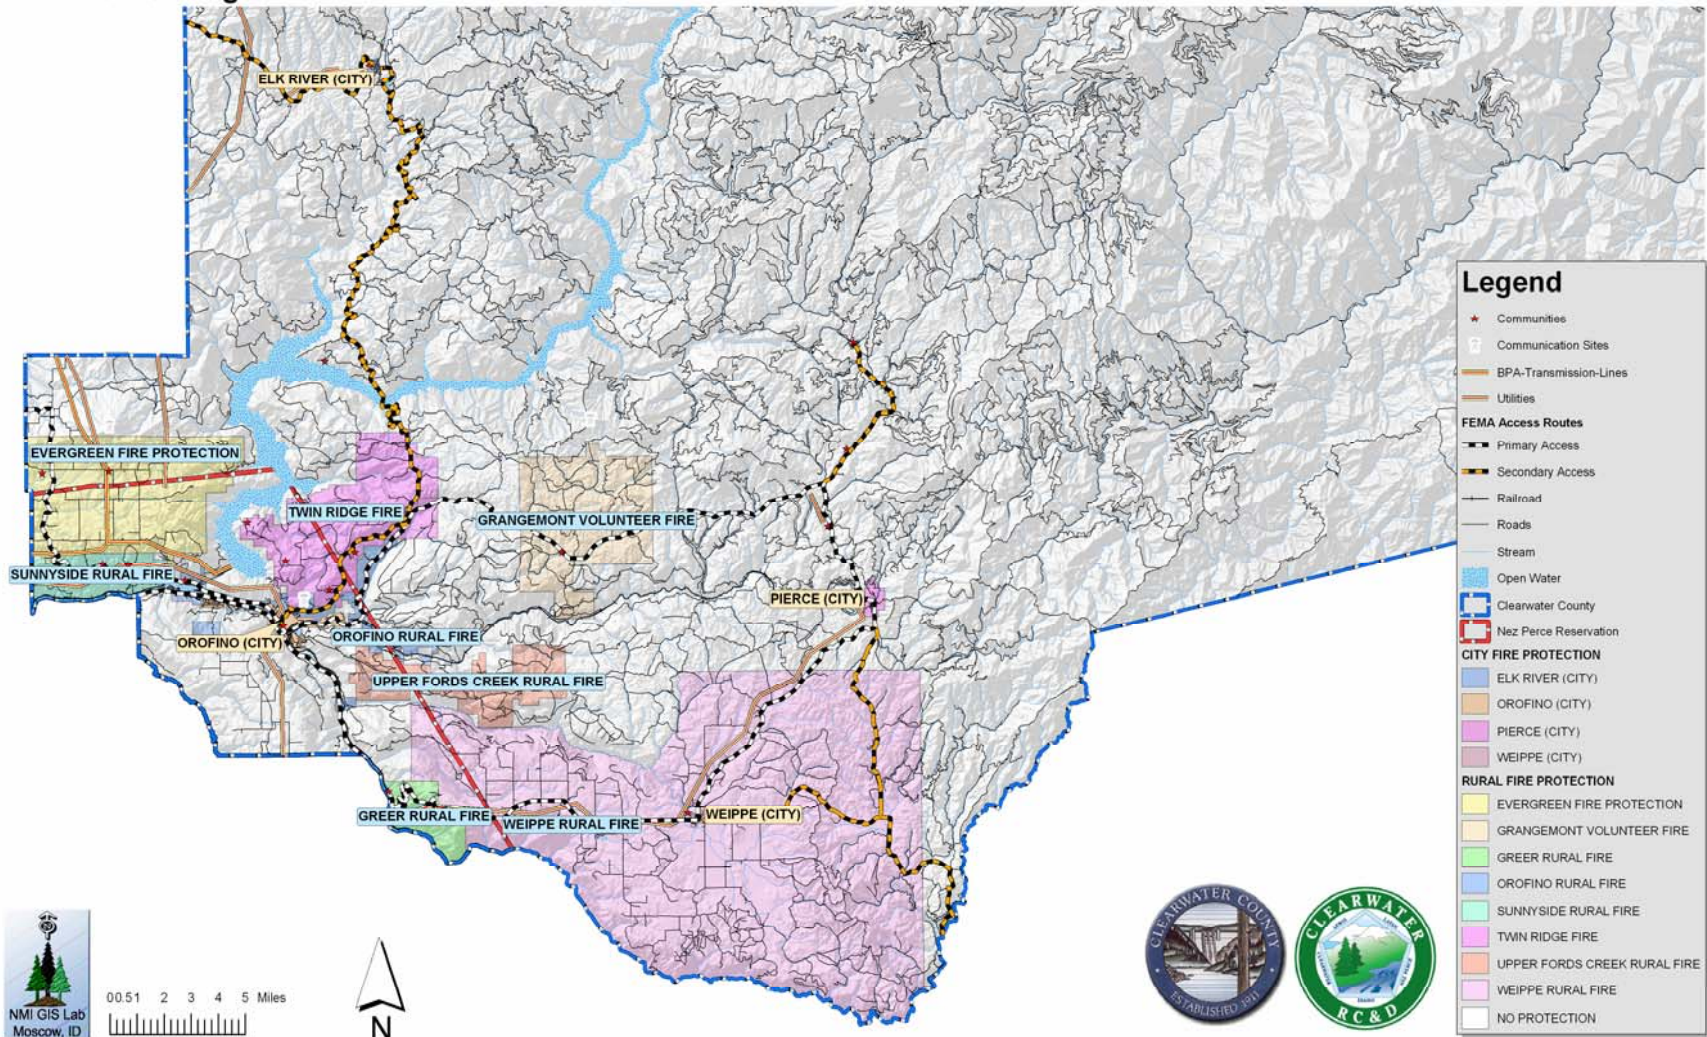 ELK RIVER (CITY)
EVERGREEN FIRE PROTECTION
TWIN RIDGE FIRE
GRANGEMONT VOLUNTEER FIRE
SUNNYSIDE RURAL FIRE
PIERCE (CITY)
OROFINO (CITY)
OROFINO RURAL FIRE
UPPER FORDS CREEK RURAL FIRE
GREER RURAL FIRE
WEIPPE RURAL FIRE
WEIPPE (CITY)
Legend
Communities
Communication Sites
BPA-Transmission-Lines
Utilities
FEMA Access Routes
Primary Access
Secondary Access
Railroad
Roads
Stream
Open Water
Clearwater County
Nez Perce Reservation
CITY FIRE PROTECTION
ELK RIVER (CITY)
OROFINO (CITY)
PIERCE (CITY)
WEIPPE (CITY)
RURAL FIRE PROTECTION
EVERGREEN FIRE PROTECTION
GRANGEMONT VOLUNTEER FIRE
GREER RURAL FIRE
OROFINO RURAL FIRE
SUNNYSIDE RURAL FIRE
TWIN RIDGE FIRE
UPPER FORDS CREEK RURAL FIRE
WEIPPE RURAL FIRE
NO PROTECTION
NMI GIS Lab
Moscow, ID
00.51 2 3 4 5 Miles
N
CLEARWATER COUNTY
ESTABLISHED 1911
CLEARWATER
RC & D